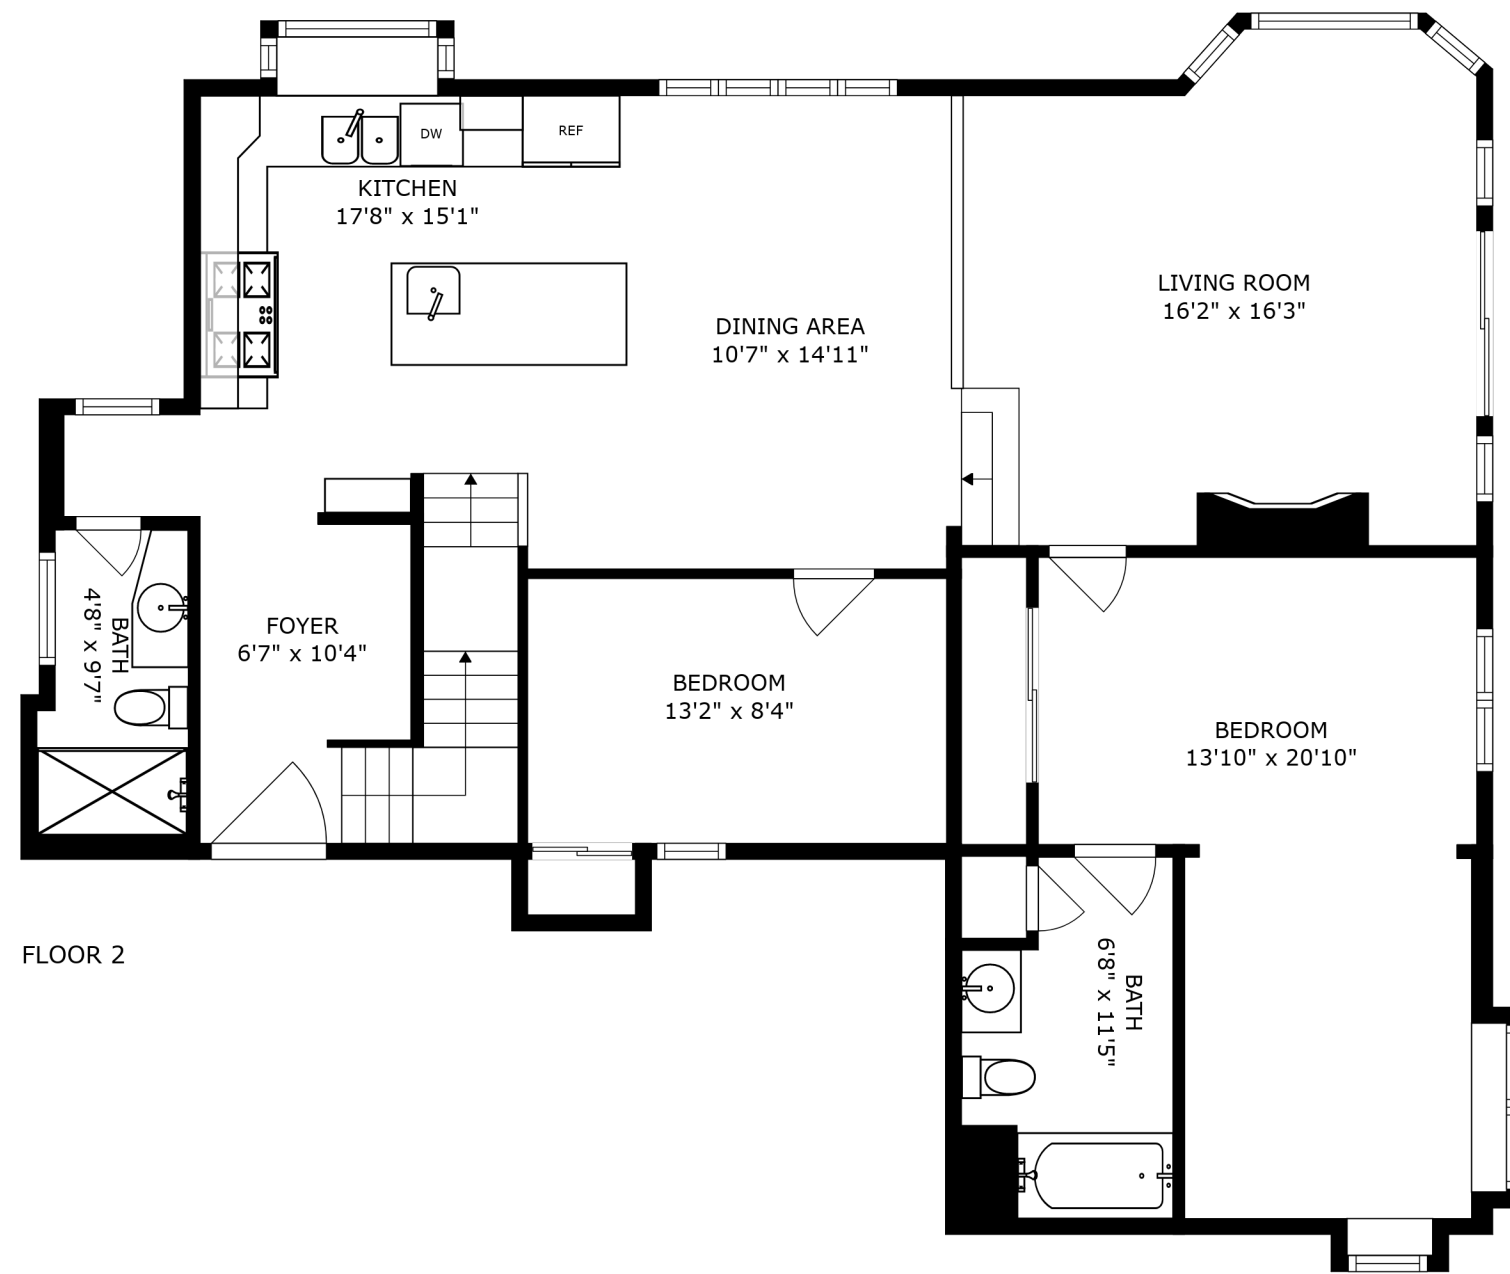 DW
REF
KITCHEN
17'8" x 15'1"
LIVING ROOM
16'2" x 16'3"
DINING AREA
10'7" x 14'11"
BATH
4'8" x 9'7"
FOYER
6'7" x 10'4"
BEDROOM
13'2" x 8'4"
BEDROOM
13'10" x 20'10"
FLOOR 2
BATH
6'8" x 11'5"